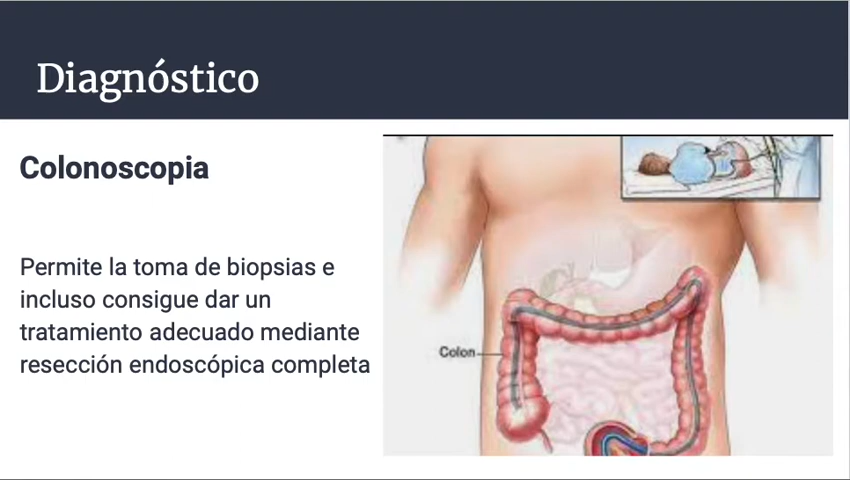 Diagnóstico
Colonoscopia
Permite la toma de biopsias e
incluso consigue dar un
tratamiento adecuado mediante
resección endoscópica completa
Colon